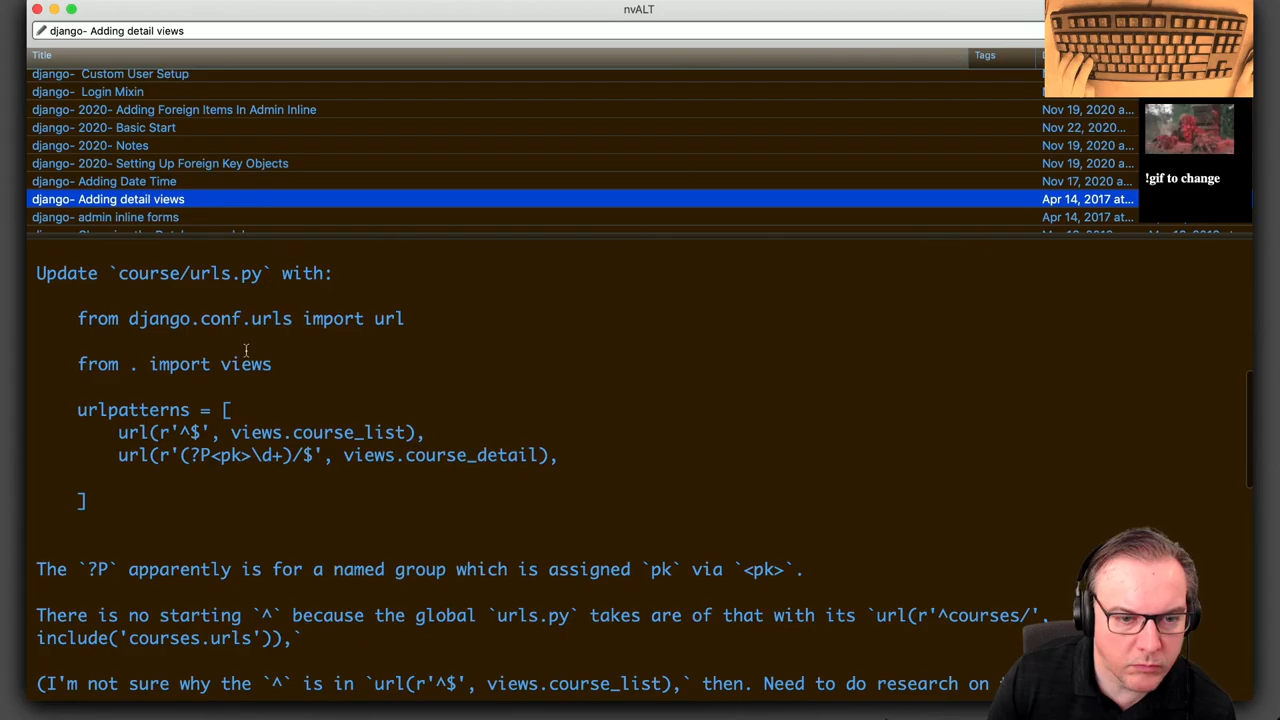 nvALT
django- Adding detail views
Title Tags
django- Custom User Setup
django- Login Mixin
django- 2020- Adding Foreign Items In Admin Inline Nov 19, 2020 a...
django- 2020- Basic Start Nov 22, 2020...
django- 2020- Notes Nov 19, 2020 a...
django- 2020- Setting Up Foreign Key Objects Nov 19, 2020 a...
django- Adding Date Time Nov 17, 2020 a...
django- Adding detail views Apr 14, 2017 at...
django- admin inline forms Apr 14, 2017 at...
!gif to change
Update `course/urls.py` with:
from django.conf.urls import url
from . import views
urlpatterns = [
url(r'^$', views.course_list),
url(r'(?P<pk>\d+)/$', views.course_detail),
]
The `?P` apparently is for a named group which is assigned `pk` via `<pk>`.
There is no starting `^` because the global `urls.py` takes are of that with its `url(r'^courses/',
include('courses.urls')),`
(I'm not sure why the `^` is in `url(r'^$', views.course_list),` then. Need to do research on